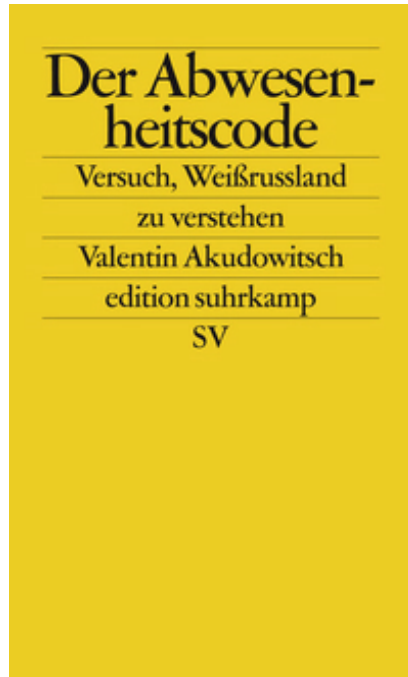 Der Abwesen-
heitscode
Versuch, Weißrussland
zu verstehen
Valentin Akudowitsch
edition suhrkamp
SV